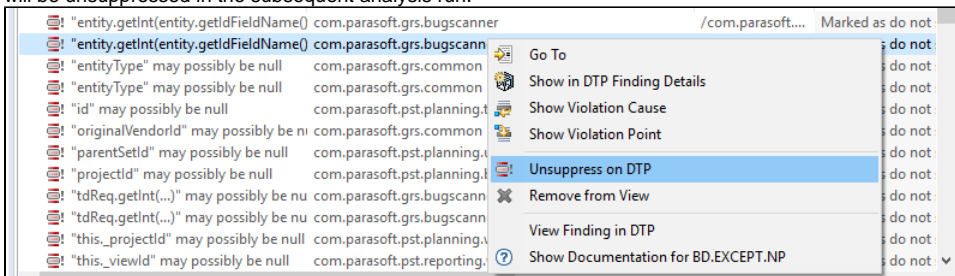 will be unsuppressed in the subsequent analysis run.
"entity.getInt(entity.getIdFieldName() com.parasoft.grs.bugscanner /com.parasoft.... Marked as do not
"entity.getInt(entity.getIdFieldName() com.parasoft.grs.bugscann s do not
Go To
"entityType" may possibly be null com.parasoft.grs.common s do not
"entityType" may possibly be null com.parasoft.grs.common s do not
Show in DTP Finding Details
"id" may possibly be null com.parasoft.pst.planning.t s do not
Show Violation Cause
"originalVendorId" may possibly be nu com.parasoft.grs.common s do not
Show Violation Point
"parentSetId" may possibly be null com.parasoft.pst.planning.u s do not
"projectId" may possibly be null com.parasoft.pst.planning.b s do not
Unsuppress on DTP
"tdReq.getInt(...)" may possibly be nu com.parasoft.grs.bugscann s do not
Remove from View
"tdReq.getInt(...)" may possibly be nu com.parasoft.grs.bugscann s do not
"this._projectId" may possibly be null com.parasoft.pst.planning.v s do not
View Finding in DTP
"this._viewId" may possibly be null com.parasoft.pst.reporting. s do not
Show Documentation for BD.EXCEPT.NP